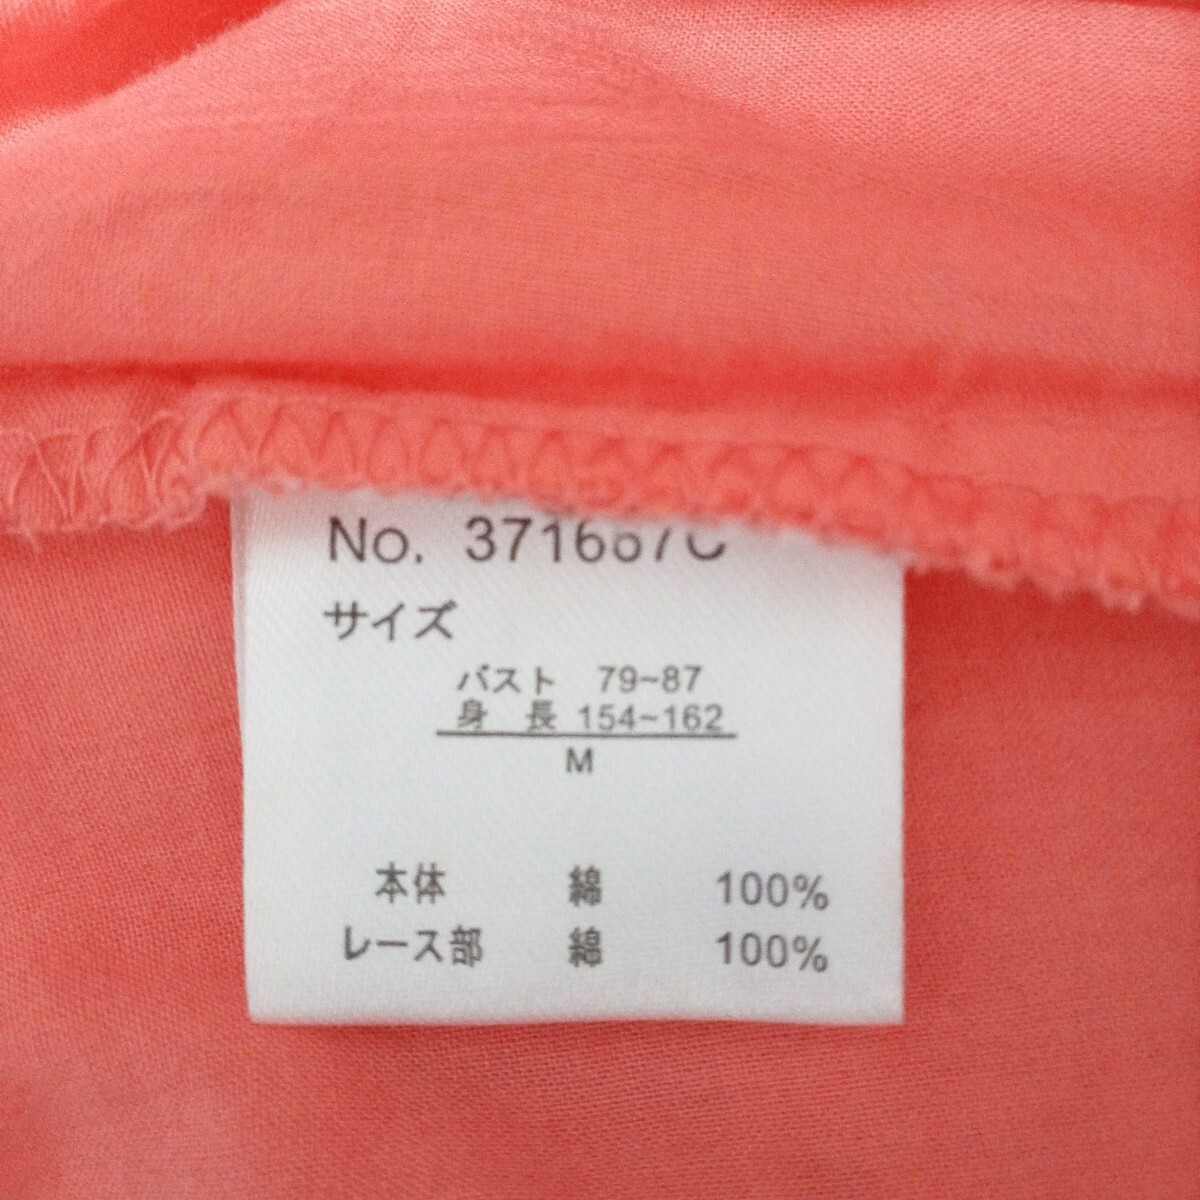 No. 371667C
サイズ
バスト 79~87
身 長 154~162
M
本体 綿 100%
レース部 綿 100%